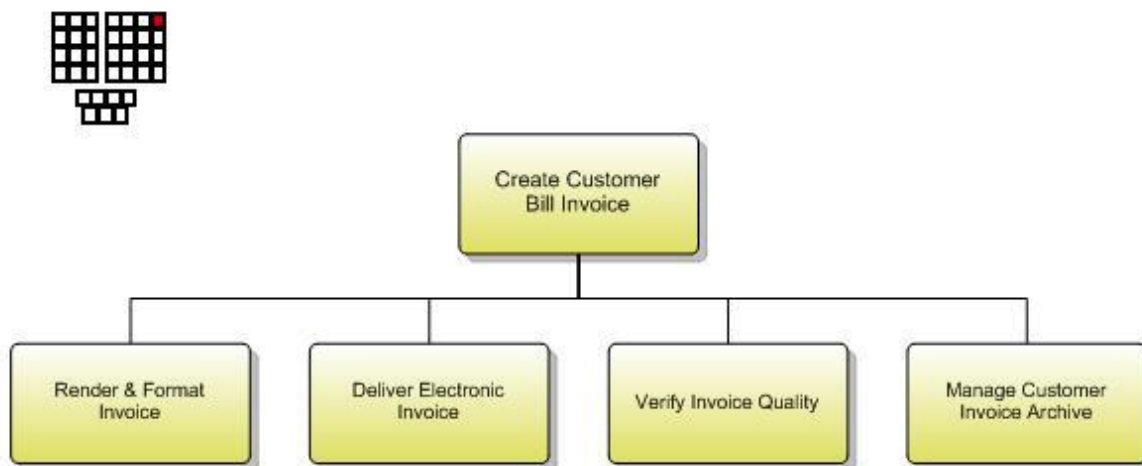 Create Customer
Bill Invoice
Render & Format
Invoice
Deliver Electronic
Invoice
Verify Invoice Quality
Manage Customer
Invoice Archive